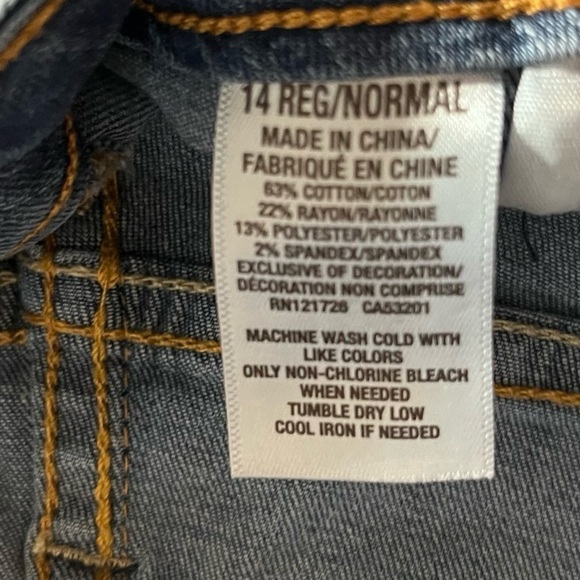 14 REG/NORMAL
MADE IN CHINA/
FABRIQUÉ EN CHINE
63% COTTON/COTON
22% RAYON/RAYONNE
13% POLYESTER/POLYESTER
2% SPANDEX/SPANDEX
EXCLUSIVE OF DECORATION/
DÉCORATION NON COMPRISE
RN121726 CA53201
MACHINE WASH COLD WITH
LIKE COLORS
ONLY NON-CHLORINE BLEACH
WHEN NEEDED
TUMBLE DRY LOW
COOL IRON IF NEEDED